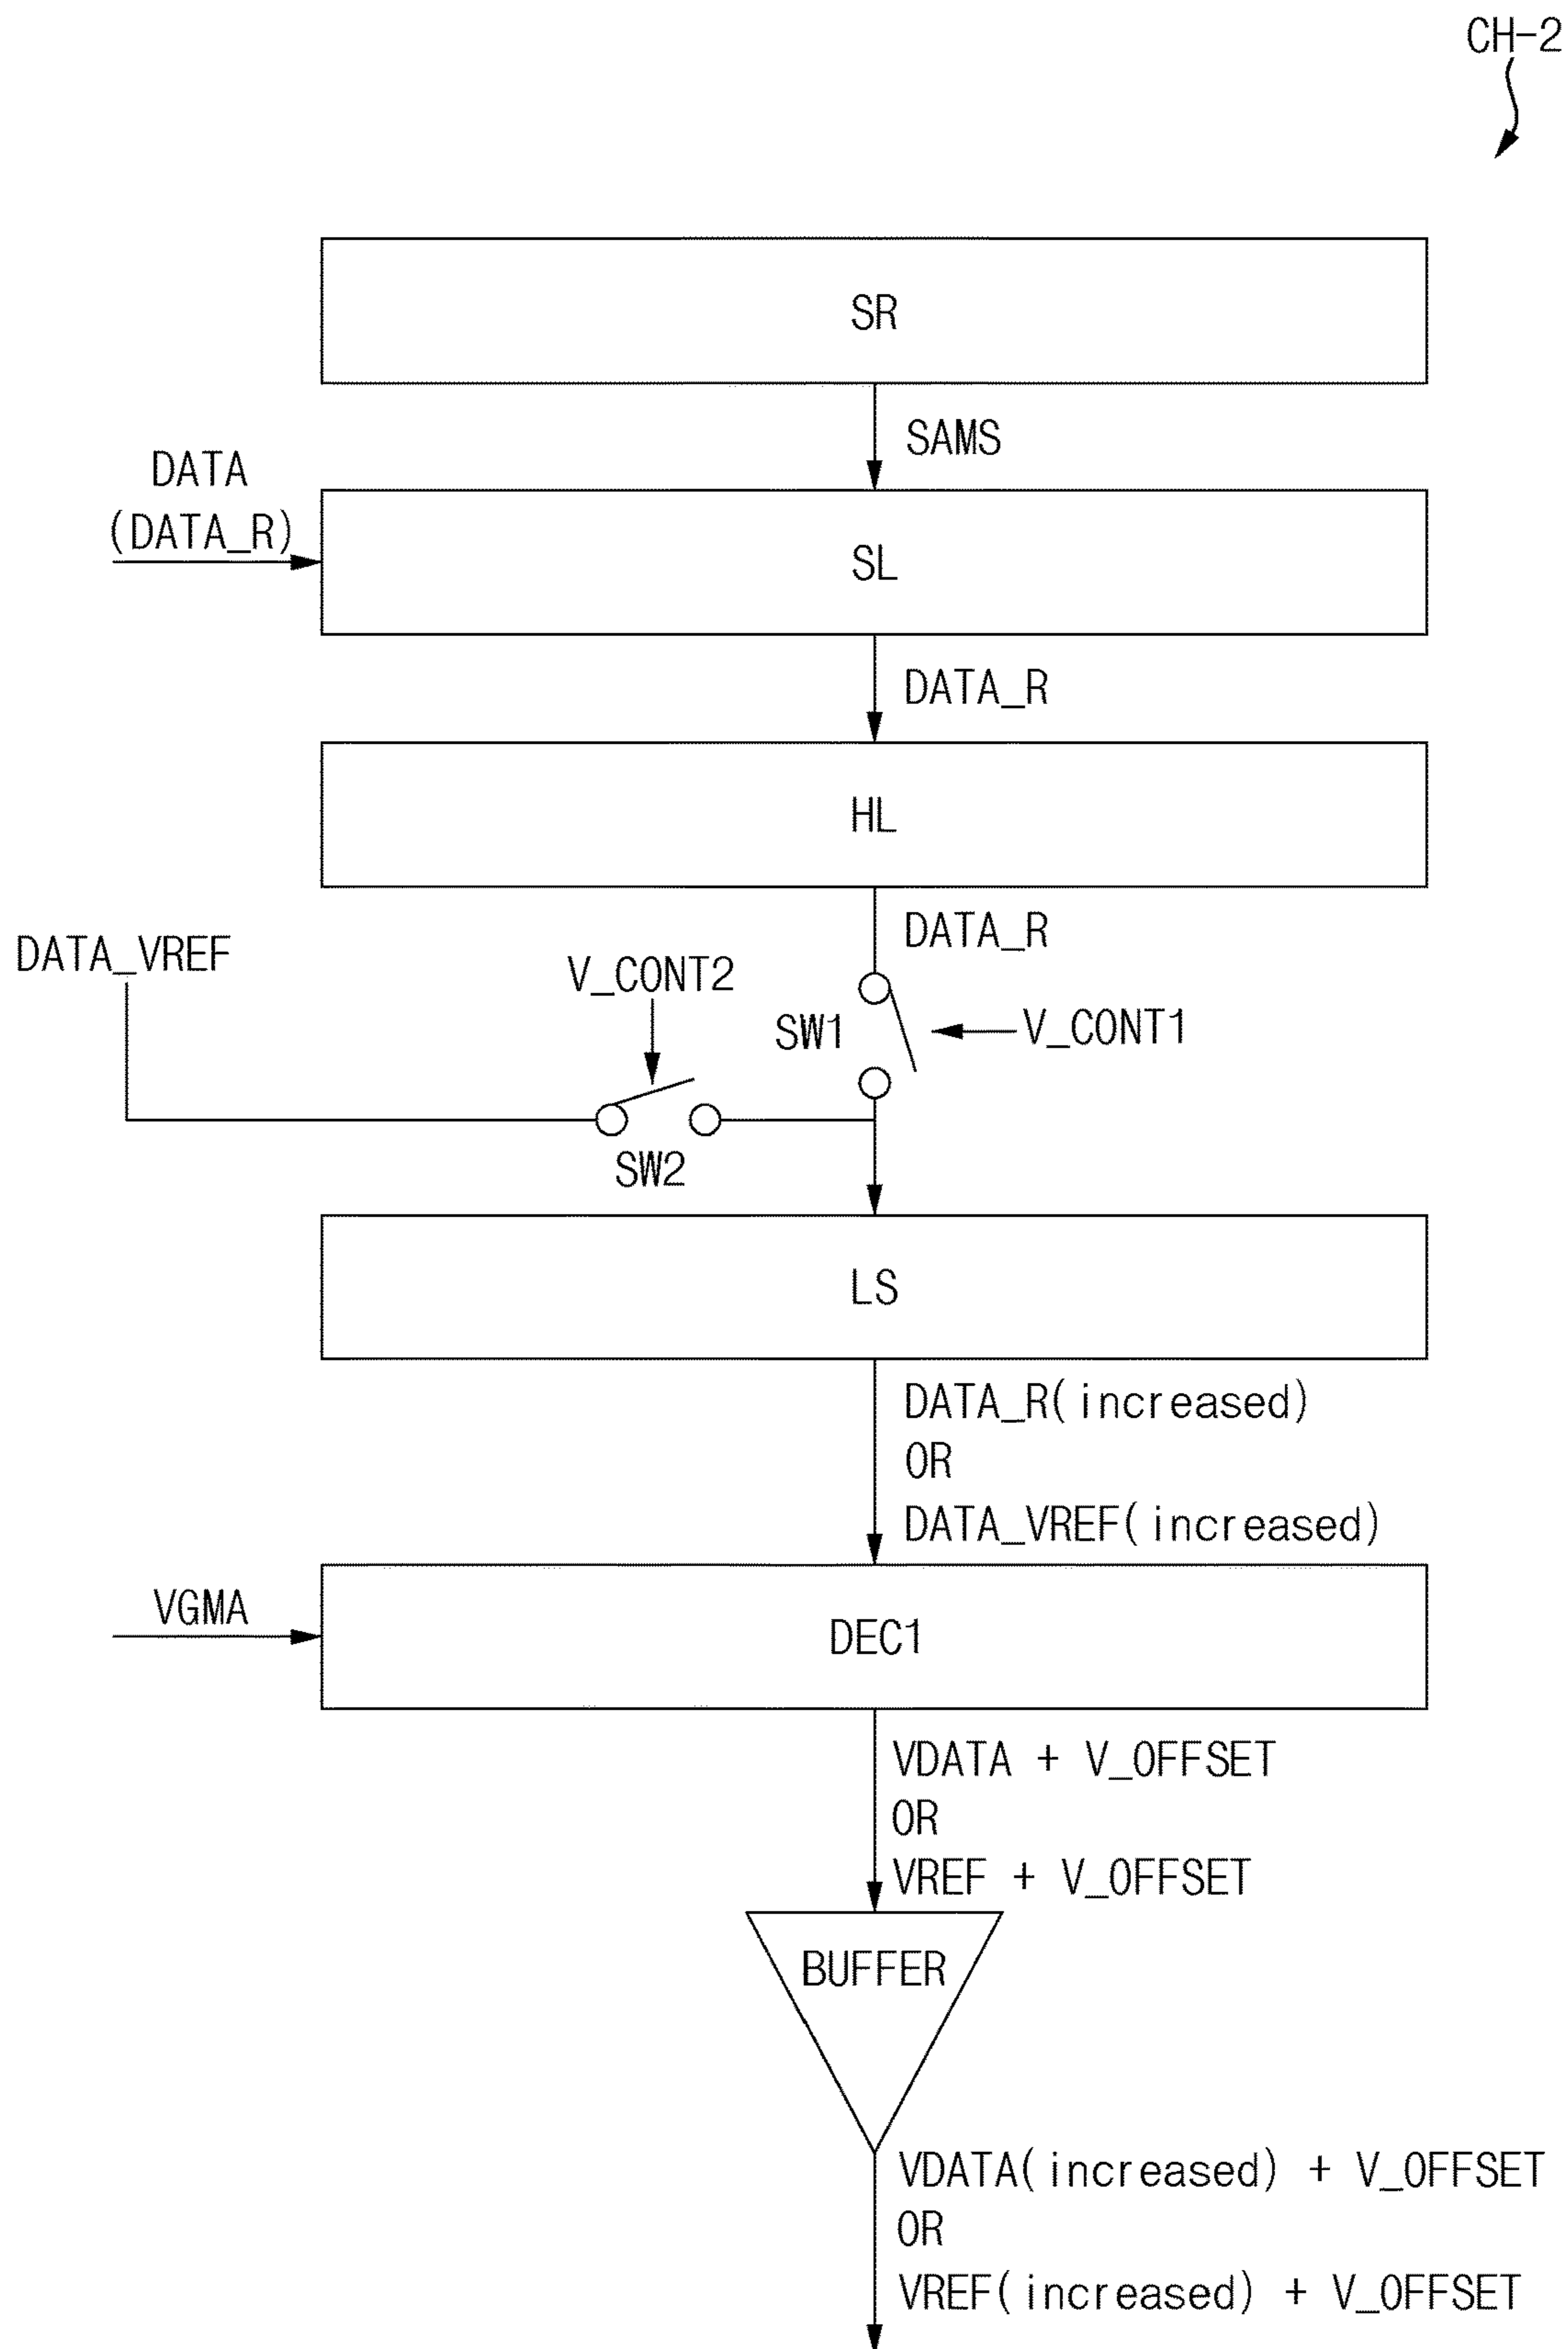 CH-2
SR
SAMS
DATA
(DATA_R)
SL
DATA_R
HL
DATA_R
DATA_VREF
V_CONT2
SW1
V_CONT1
SW2
LS
DATA_R(increased)
OR
DATA_VREF(increased)
VGMA
DEC1
VDATA + V_OFFSET
OR
VREF + V_OFFSET
BUFFER
VDATA(increased) + V_OFFSET
OR
VREF(increased) + V_OFFSET